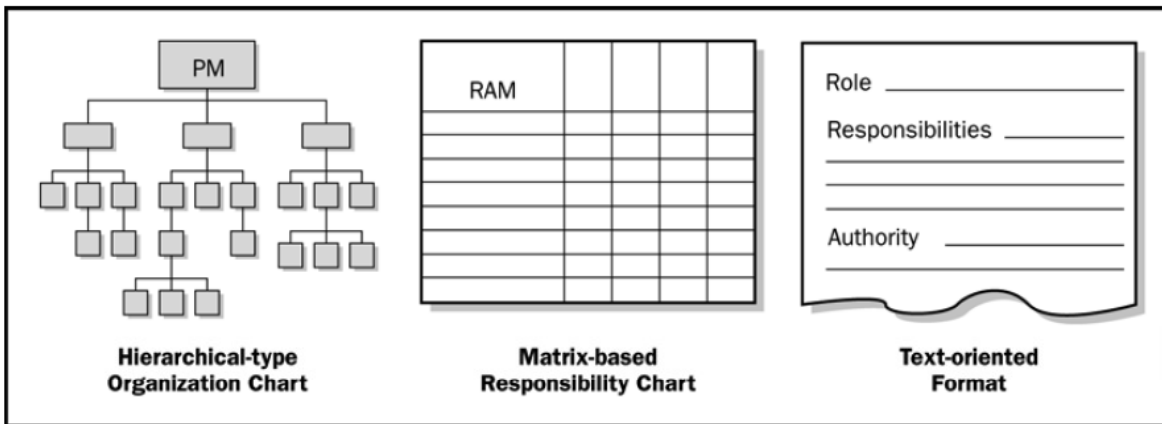 PM
Hierarchical-type
Organization Chart
RAM
Matrix-based
Responsibility Chart
Role
Responsibilities
Authority
Text-oriented
Format